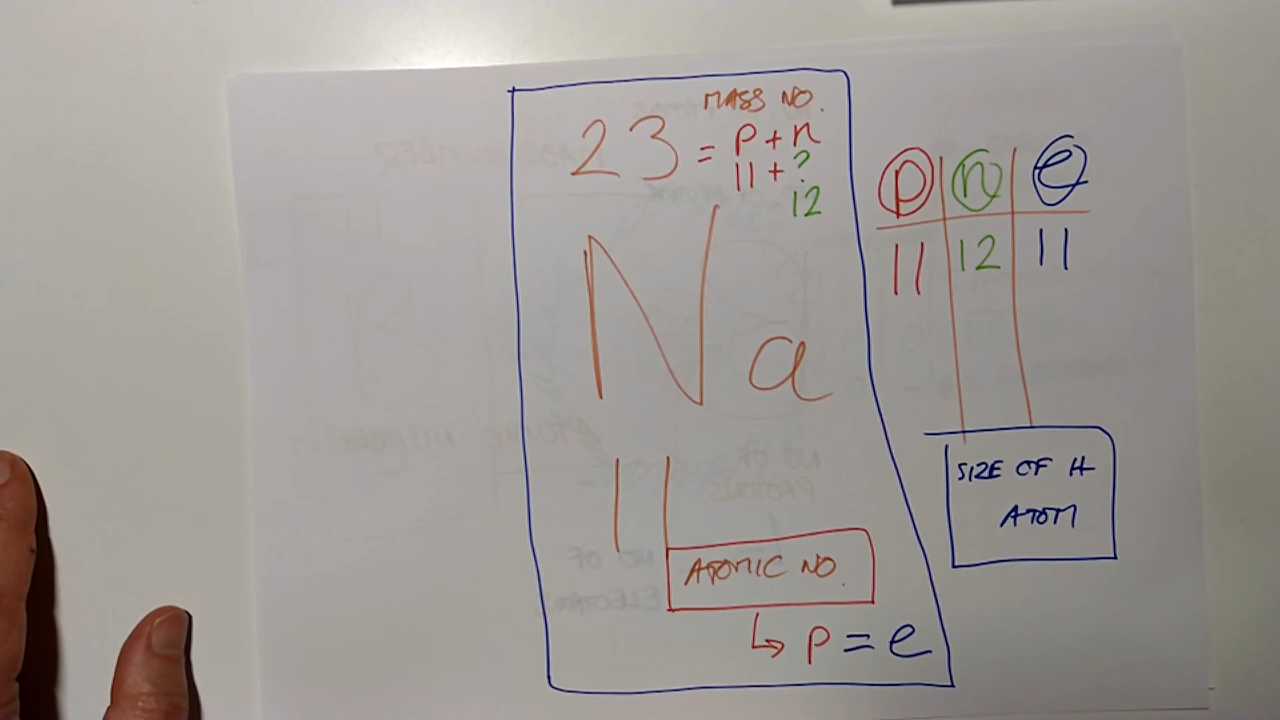 MASS NO.
23 = p + n
11 + ?
12
Na
11
ATOMIC NO.
↳ p = e
p n e
11 12 11
SIZE OF H
ATOM